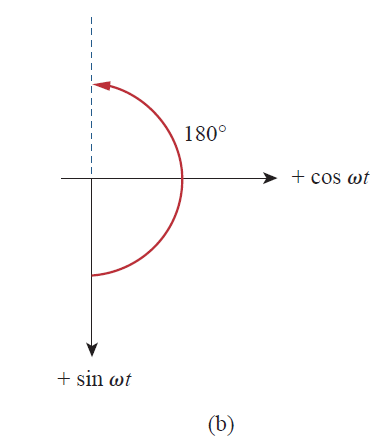 180°
+ cos ωt
+ sin ωt
(b)